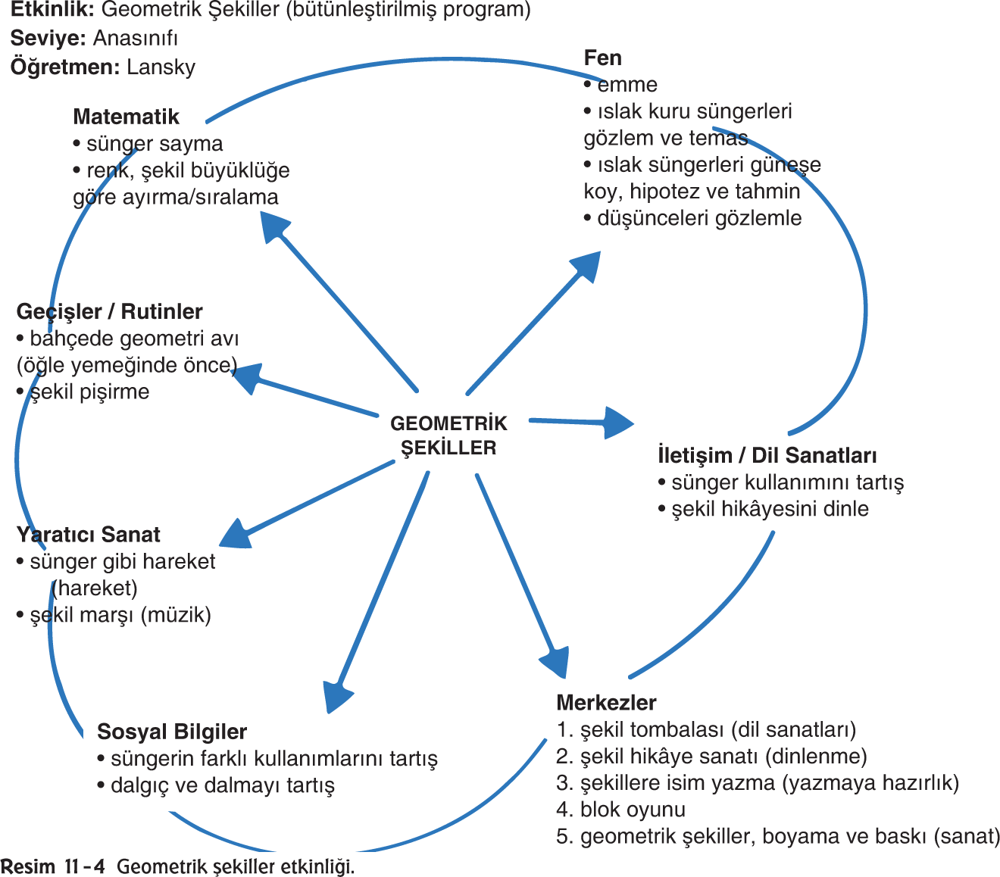 Etkinlik: Geometrik Şekiller (bütünleştirilmiş program)
Seviye: Anasınıfı
Öğretmen: Lansky
Fen
• emme
• ıslak kuru süngerleri
gözlem ve temas
• ıslak süngerleri güneşe
koy, hipotez ve tahmin
• düşünceleri gözlemle
Matematik
• sünger sayma
• renk, şekil büyüklüğe
göre ayırma/sıralama
Geçişler / Rutinler
• bahçede geometri avı
(öğle yemeğinde önce)
• şekil pişirme
GEOMETRİK
ŞEKİLLER
İletişim / Dil Sanatları
• sünger kullanımını tartış
• şekil hikâyesini dinle
Yaratıcı Sanat
• sünger gibi hareket
(hareket)
• şekil marşı (müzik)
Merkezler
1. şekil tombalası (dil sanatları)
2. şekil hikâye sanatı (dinlenme)
3. şekillere isim yazma (yazmaya hazırlık)
4. blok oyunu
5. geometrik şekiller, boyama ve baskı (sanat)
Sosyal Bilgiler
• süngerin farklı kullanımlarını tartış
• dalgıç ve dalmayı tartış
Resim 11-4 Geometrik şekiller etkinliği.